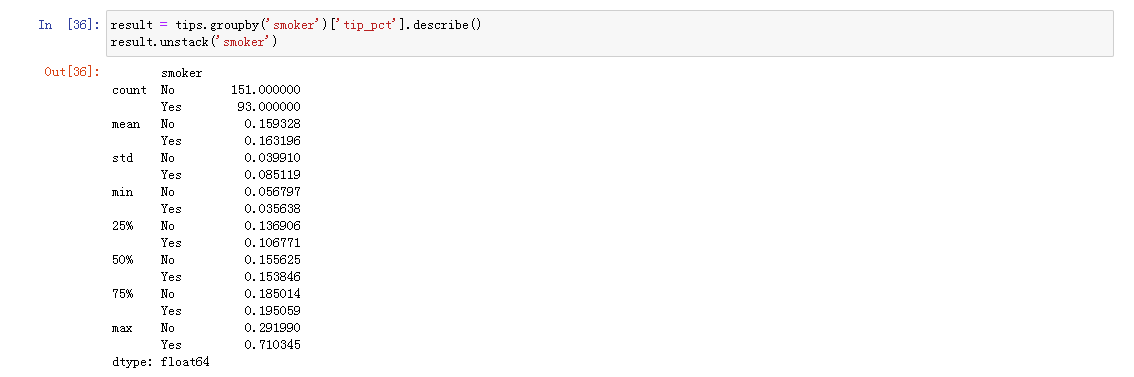 In [36]: result = tips.groupby('smoker')['tip_pct'].describe()
result.unstack('smoker')
Out[36]: smoker
count No 151.000000
Yes 93.000000
mean No 0.159328
Yes 0.163196
std No 0.039910
Yes 0.085119
min No 0.056797
Yes 0.035638
25% No 0.136906
Yes 0.106771
50% No 0.155625
Yes 0.153846
75% No 0.185014
Yes 0.195059
max No 0.291990
Yes 0.710345
dtype: float64